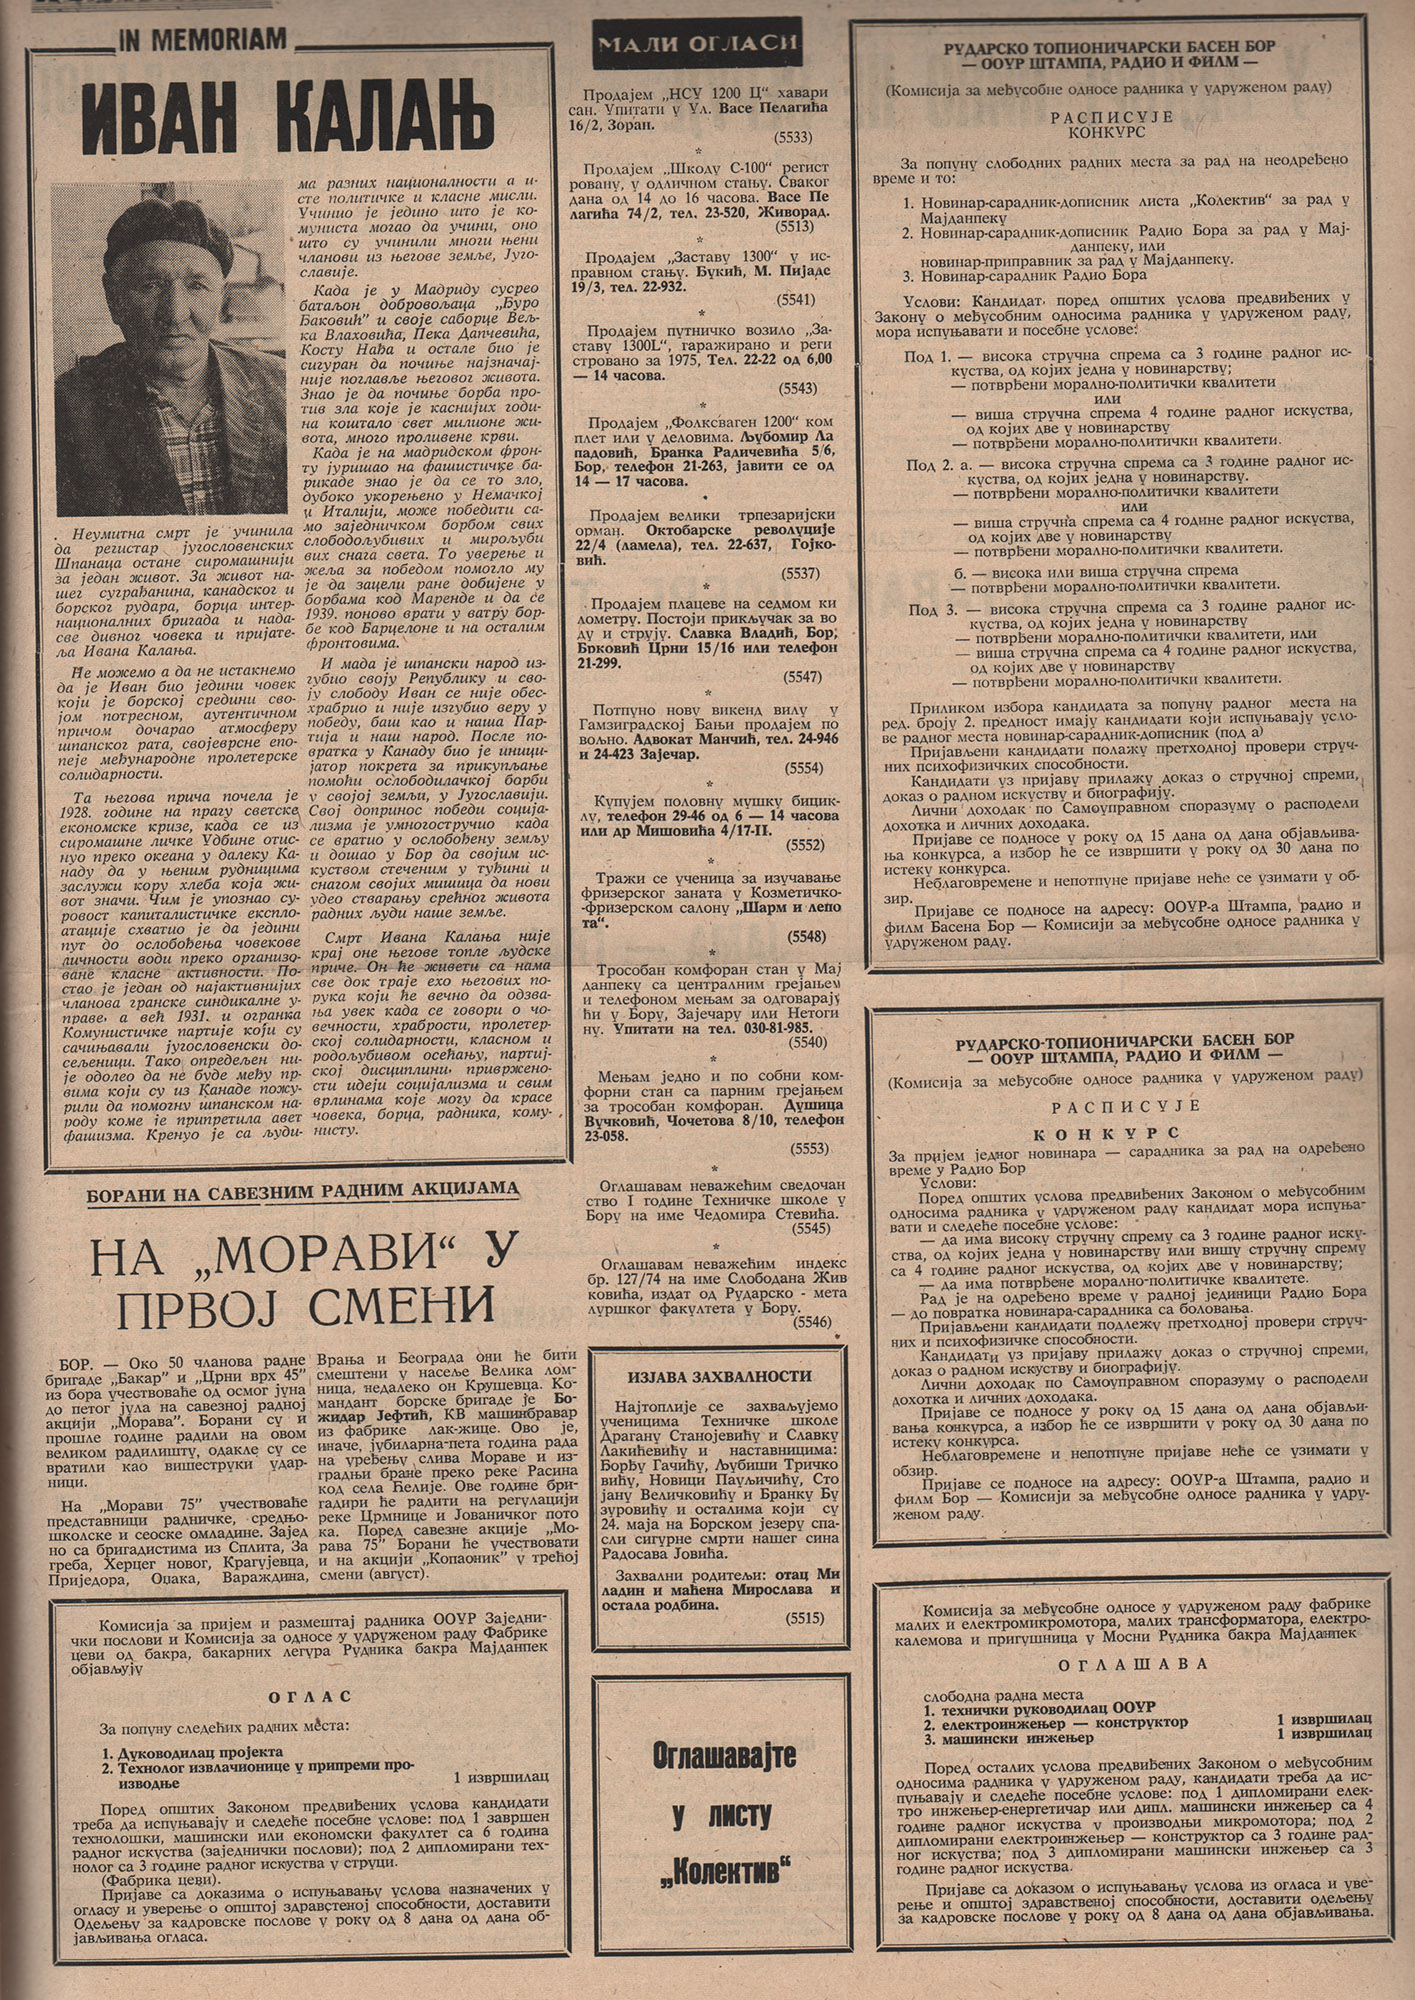 IN MEMORIAM
ИВАН КАЛАЊ
Неумитна смрт је учинила
да регистар југословенских
Шпанаца остане сиромашнији
за један живот. За живот на-
шег суграђанина, канадског и
борског рудара, борца интер-
националних бригада и нада-
све дивног човека и пријате-
ља Ивана Калања.
Не можемо а да не истакнемо
да је Иван био једини човек
који је борској средини сво-
јом потресном, аутентичном
причом дочарао атмосферу
шпанског рата, својеврсне епо-
пеје међународне пролетерске
солидарности.
Та његова прича почела је
1928. године на прагу светске
економске кризе, када се из
сиромашне личке Удбине отис-
нуо преко океана у далеку Ка-
наду да у њеним рудницима
заслужи кору хлеба која жи-
вот значи. Чим је упознао су-
ровост капиталистичке експло-
атације схватио је да једини
пут до ослобођења човекове
личности води преко организо-
ване класне активности. По-
стао је један од најактивнијих
чланова гранске синдикалне у-
праве, а већ 1931. и огранка
Комунистичке партије који су
сачињавали југословенски до-
сељеници. Тако опредељен ни-
је одолео да не буде међу пр-
вима који су из Канаде пожу-
рили да помогну шпанском на-
роду коме је припретила авет
фашизма. Кренуо је са људи-
ма разних националности а и-
сте политичке и класне мисли.
Учинио је једино што је ко-
муниста могао да учини, оно
што су учинили многи њени
чланови из његове земље, Југо-
славије.
Када је у Мадриду сусрео
батаљон добровољаца „Ђуро
Ђаковић" и своје саборце Вељ-
ка Влаховића, Пека Дапчевића,
Косту Нађа и остале био је
сигуран да почиње најзначај-
није поглавље његовог живота.
Знао је да почиње борба про-
тив зла које је каснијих годи-
на коштало свет милионе жи-
вота, много проливене крви.
Када је на мадридском фрон-
ту јуришао на фашистичке ба-
рикаде знао је да се то зло,
дубоко укорењено у Немачкој
и Италији, може победити са-
мо заједничком борбом свих
слободољубивих и мирољуби
вих снага света. То уверење и
жеља за победом помогло му
је да зацели ране добијене у
борбама код Маренде и да се
1939. поново врати у ватру бор-
бе код Барцелоне и на осталим
фронтовима.
И мада је шпански народ из-
губио своју Републику и сво-
ју слободу Иван се није обес-
храбрио и није изгубио веру у
победу, баш као и наша Пар-
тија и наш народ. После по-
вратка у Канаду био је иници-
јатор покрета за прикупљање
помоћи ослободилачкој борби
у својој земљи, у Југославији.
Свој допринос победи соција-
лизма је умногостручио када
се вратио у ослобођену земљу
и дошао у Бор да својим ис-
куством стеченим у туђини и
снагом својих мишица да нови
удео стварању срећног живота
радних људи наше земље.
Смрт Ивана Калања није
крај оне његове топле људске
приче. Он ће живети са нама
све док траје ехо његових по-
рука који ће вечно да одзва-
ња увек када се говори о чо-
вечности, храбрости, пролетер-
ској солидарности, класном и
родољубивом осећању, партиј-
ској дисциплини, привржено-
сти идеји социјализма и свим
врлинама које могу да красе
човека, борца, радника, кому-
нисту.
БОРАНИ НА САВЕЗНИМ РАДНИМ АКЦИЈАМА
НА „МОРАВИ" У
ПРВОЈ СМЕНИ
БОР. — Око 50 чланова радне
бригаде „Бакар" и „Црни врх 45"
из бора учествоваће од осмог јуна
до петог јула на савезној радној
акцији „Морава". Борани су и
прошле године радили на овом
великом радилишту, одакле су се
вратили као вишеструки удар-
ници.
На „Морави 75" учествоваће
представници радничке, средњо-
школске и сеоске омладине. Зајед
но са бригадистима из Сплита, За
греба, Херцег новог, Крагујевца,
Приједора, Оџака, Вараждина,
Врања и Београда они ће бити
смештени у насеље Велика лом-
ница, недалеко он Крушевца. Ко-
мандант борске бригаде је Бо-
жидар Јефтић, КВ машинбравар
из фабрике лак-жице. Ово је,
иначе, јубиларна-пета година рада
на уређењу слива Мораве и из-
градњи бране преко реке Расина
код села Ћелије. Ове године бри-
гадири ће радити на регулацији
реке Црмнице и Јованичког пото
ка. Поред савезне акције „Мо-
рава 75" Борани ће учествовати
и на акцији „Копаоник" у трећој
смени (август).
Комисија за пријем и размештај радника ООУР Заједни-
чки послови и Комисија за односе у удруженом раду Фабрике
цеви од бакра, бакарних легура Рудника бакра Мајданпек
објављују
ОГЛАС
За попуну следећих радних места:
1. Дуководилац пројекта
2. Технолог извлачионице у припреми про-
изводње 1 извршилац
Поред општих Законом предвиђених услова кандидати
треба да испуњавају и следеће посебне услове: под 1 завршен
технолошки, машински или економски факултет са 6 година
радног искуства (заједнички послови); под 2 дипломирани тех-
нолог са 3 године радног искуства у струци.
(Фабрика цеви).
Пријаве са доказима о испуњавању услова назначених у
огласу и уверење о општој здравстеној способности, доставити
Одељењу за кадровске послове у року од 8 дана од дана об-
јављивања огласа.
МАЛИ ОГЛАСИ
Продајем „НСУ 1200 Ц" хавари
сан. Упитати у Ул. Васе Пелагића
16/2, Зоран.
(5533)
*
Продајем „Шкоду С-100" регист
ровану, у одличном стању. Сваког
дана од 14 до 16 часова. Васе Пе
лагића 74/2, тел. 23-520, Живорад.
(5513)
*
Продајем „Заставу 1300" у ис-
правном стању. Букић, М. Пијаде
19/3, тел. 22-932.
(5541)
*
Продајем путничко возило „За-
ставу 1300L", гаражирано и реги
стровано за 1975, Тел. 22-22 од 6,00
— 14 часова.
(5543)
*
Продајем „Фолксваген 1200" ком
плет или у деловима. Љубомир Ла
падовић, Бранка Радичевића 5/6,
Бор, телефон 21-263, јавити се од
14 — 17 часова.
Продајем велики трпезаријски
орман. Октобарске револуције
22/4 (ламела), тел. 22-637, Гојко-
вић.
(5537)
*
Продајем плацеве на седмом ки
лометру. Постоји прикључак за во
ду и струју. Славка Владић, Бор,
Брковић Црни 15/16 или телефон
21-299.
(5547)
*
Потпуно нову викенд вилу у
Гамзиградској Бањи продајем по
вољно. Адвокат Манчић, тел. 24-946
и 24-423 Зајечар.
(5554)
*
Купујем половну мушку бицик-
лу, телефон 29-46 од 6 — 14 часова
или др Мишовића 4/17-II.
(5552)
*
Тражи се ученица за изучавање
фризерског заната у Козметичко-
-фризерском салону „Шарм и лепо
та".
(5548)
*
Трособан комфоран стан у Мај
данпеку са централним грејањем
и телефоном мењам за одговарају
ћи у Бору, Зајечару или Неготи
ну. Упитати на тел. 030-81-985.
(5540)
*
Мењам једно и по собни ком-
форни стан са парним грејањем
за трособан комфоран. Душица
Вучковић, Чочетова 8/10, телефон
23-058.
(5553)
*
Оглашавам неважећим сведочан
ство I године Техничке школе у
Бору на име Чедомира Стевића.
(5545)
*
Оглашавам неважећим индекс
бр. 127/74 на име Слободана Жив
ковића, издат од Рударско - мета
луршког факултета у Бору.
(5546)
ИЗЈАВА ЗАХВАЛНОСТИ
Најтоплије се захваљујемо
ученицима Техничке школе
Драгану Станојевићу и Славку
Лакићевићу и наставницима:
Ђорђу Гачићу, Љубиши Тричко
вићу, Новици Пауљичићу, Сто
јану Величковићу и Бранку Бу
зуровићу и осталима који су
24. маја на Борском језеру спа-
сли сигурне смрти нашег сина
Радосава Јовића.
Захвални родитељи: отац Ми
ладин и маћена Мирослава и
остала родбина.
(5515)
Оглашавајте
у листу
„Колектив"
РУДАРСКО ТОПИОНИЧАРСКИ БАСЕН БОР
— ООУР ШТАМПА, РАДИО И ФИЛМ —
(Комисија за међусобне односе радника у удруженом раду)
РАСПИСУЈЕ
КОНКУРС
За попуну слободних радних места за рад на неодређено
време и то:
1. Новинар-сарадник-дописник листа „Колектив" за рад у
Мајданпеку
2. Новинар-сарадник-дописник Радио Бора за рад у Мај-
данпеку, или
новинар-приправник за рад у Мајданпеку.
3. Новинар-сарадник Радио Бора
Услови: Кандидат, поред општих услова предвиђених у
Закону о међусобним односима радника у удруженом раду,
мора испуњавати и посебне услове:
Под 1. — висока стручна спрема са 3 године радног ис-
куства, од којих једна у новинарству;
— потврђени морално-политички квалитети
или
— виша стручна спрема 4 године радног искуства,
од којих две у новинарству
— потврђени морално-политички квалитети.
Под 2. а. — висока стручна спрема са 3 године радног ис-
куства, од којих једна у новинарству.
— потврђени морално-политички квалитети
или
— виша стручна спрема са 4 године радног искуства,
од којих две у новинарству
— потврђени морално-политички квалитети.
б. — висока или виша стручна спрема
— потврђени морално-политички квалитети.
Под 3. — висока стручна спрема са 3 године радног ис-
куства, од којих једна у новинарству
— потврђени морално-политички квалитети, или
— виша стручна спрема са 4 године радног искуства,
од којих две у новинарству
— потврђени морално-политички квалитети.
Приликом избора кандидата за попуну радног места на
ред. броју 2. предност имају кандидати који испуњавају усло-
ве радног места новинар-сарадник-дописник (под а)
Пријављени кандидати полажу претходној провери струч-
них психофизичких способности.
Кандидати уз пријаву прилажу доказ о стручној спреми,
доказ о радном искуству и биографију.
Лични доходак по Самоуправном споразуму о расподели
дохотка и личних доходака.
Пријаве се подносе у року од 15 дана од дана објављива-
ња конкурса, а избор ће се извршити у року од 30 дана по
истеку конкурса.
Неблаговремене и непотпуне пријаве неће се узимати у об-
зир.
Пријаве се подносе на адресу: ООУР-а Штампа, радио и
филм Басена Бор — Комисији за међусобне односе радника у
удруженом раду.
РУДАРСКО-ТОПИОНИЧАРСКИ БАСЕН БОР
— ООУР ШТАМПА, РАДИО И ФИЛМ —
(Комисија за међусобне односе радника у удруженом раду)
РАСПИСУЈЕ
КОНКУРС
За пријем једног новинара — сарадника за рад на одређено
време у Радио Бор
Услови:
Поред општих услова предвиђених Законом о међусобним
односима радника у удруженом раду кандидат мора испуња-
вати и следеће посебне услове:
— да има високу стручну спрему са 3 године радног иску-
ства, од којих једна у новинарству или вишу стручну спрему
са 4 године радног искуства, од којих две у новинарству;
— да има потврђене морално-политичке квалитете.
Рад је на одређено време у радној јединици Радио Бора
— до повратка новинара-сарадника са боловања.
Пријављени кандидати подлежу претходној провери струч-
них и психофизичке способности.
Кандидати уз пријаву прилажу доказ о стручној спреми,
доказ о радном искуству и биографију.
Лични доходак по Самоуправном споразуму о расподели
дохотка и личних доходака.
Пријаве се подносе у року од 15 дана од дана објављи-
вања конкурса, а избор ће се извршити у року од 30 дана по
истеку конкурса.
Неблаговремене и непотпуне пријаве неће се узимати у
обзир.
Пријаве се подносе на адресу: ООУР-а Штампа, радио и
филм Бор — Комисији за међусобне односе радника у удру-
женом раду.
Комисија за међусобне односе у удруженом раду фабрике
малих и електромикромотора, малих трансформатора, електро-
калемова и пригушница у Мосни Рудника бакра Мајданпек
ОГЛАШАВА
слободна радна места
1. технички руководилац ООУР
2. електроинжењер — конструктор 1 извршилац
3. машински инжењер 1 извршилац
Поред осталих услова предвиђених Законом о међусобним
односима радника у удруженом раду, кандидати треба да ис-
пуњавају и следеће посебне услове: под 1 дипломирани елек-
тро инжењер-енергетичар или дипл. машински инжењер са 4
године радног искуства у производњи микромотора; под 2
дипломирани електроинжењер — конструктор са 3 године рад-
ног искуства; под 3 дипломирани машински инжењер са 3
године радног искуства.
Пријаве са доказом о испуњавању услова из огласа и уве-
рење и општој здравственој способности, доставити одељењу
за кадровске послове у року од 8 дана од дана објављивања.